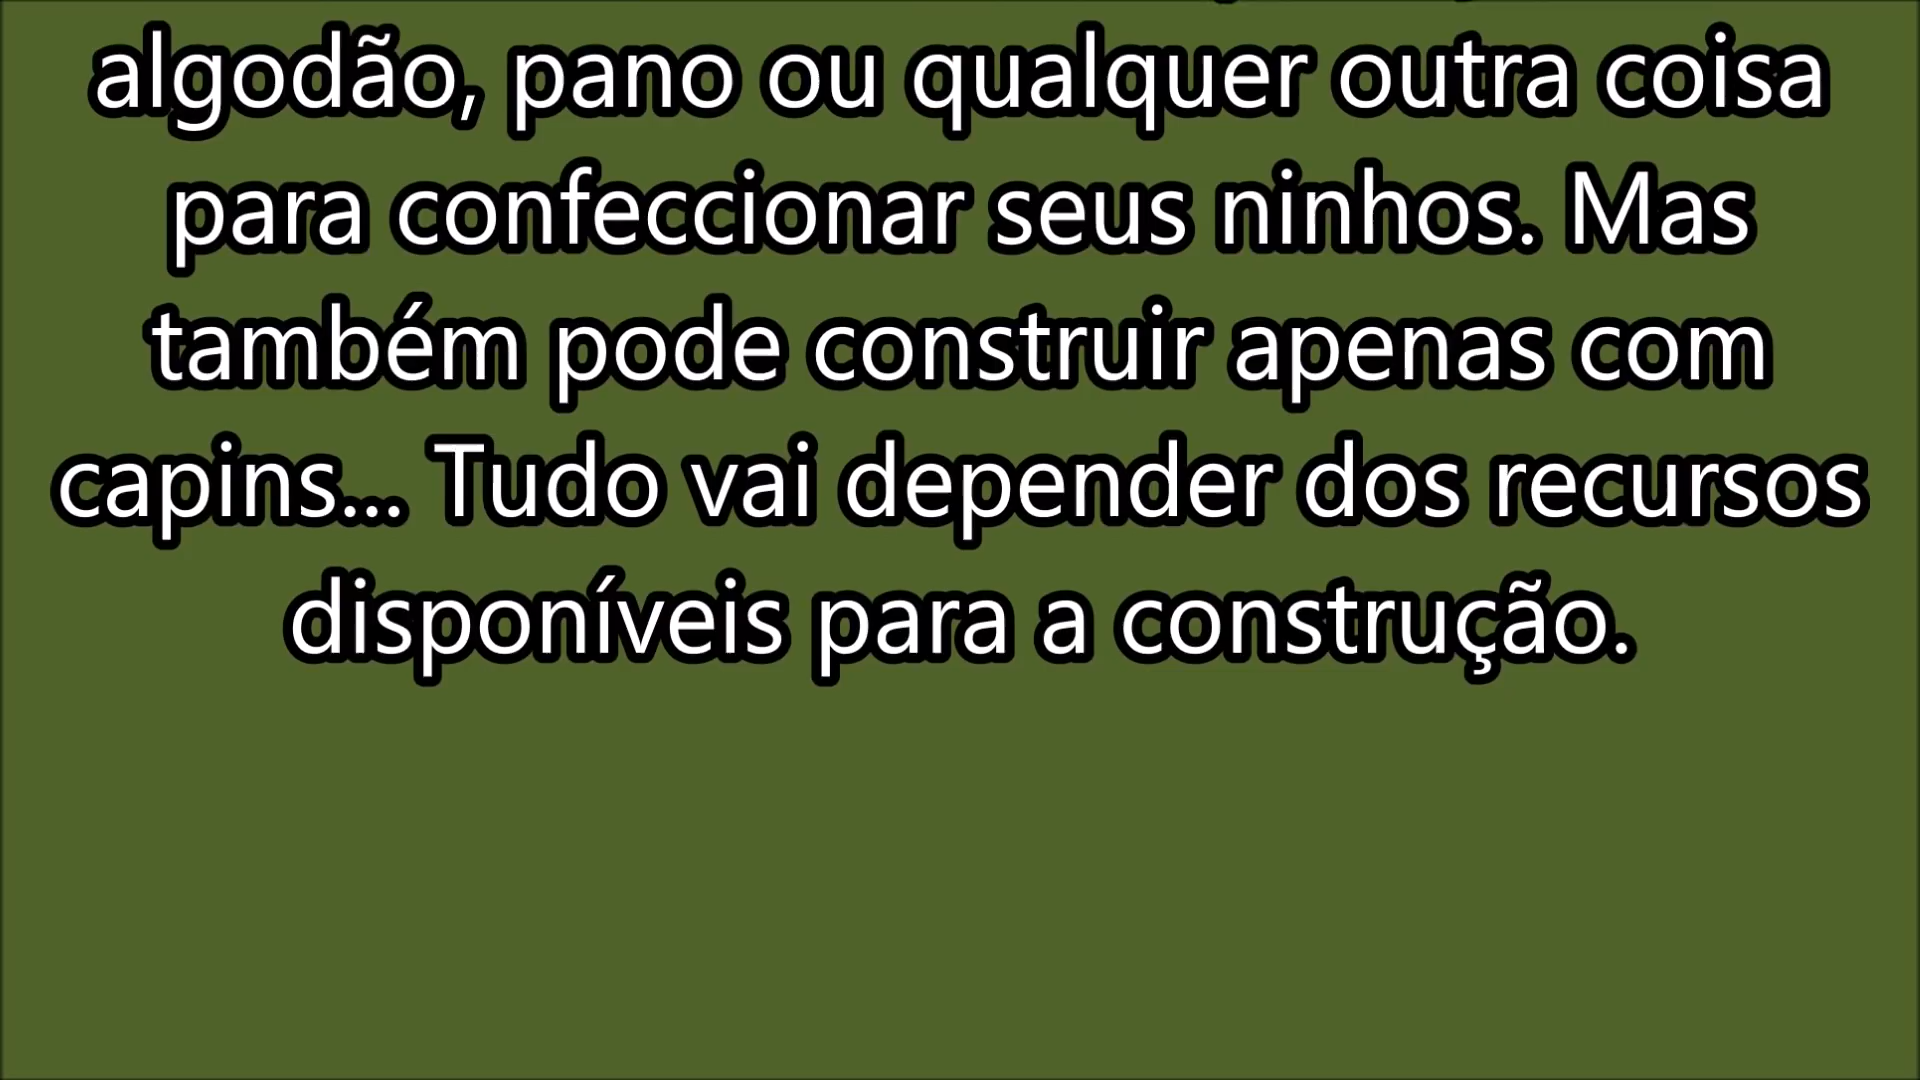 algodão, pano ou qualquer outra coisa
para confeccionar seus ninhos. Mas
também pode construir apenas com
capins... Tudo vai depender dos recursos
disponíveis para a construção.